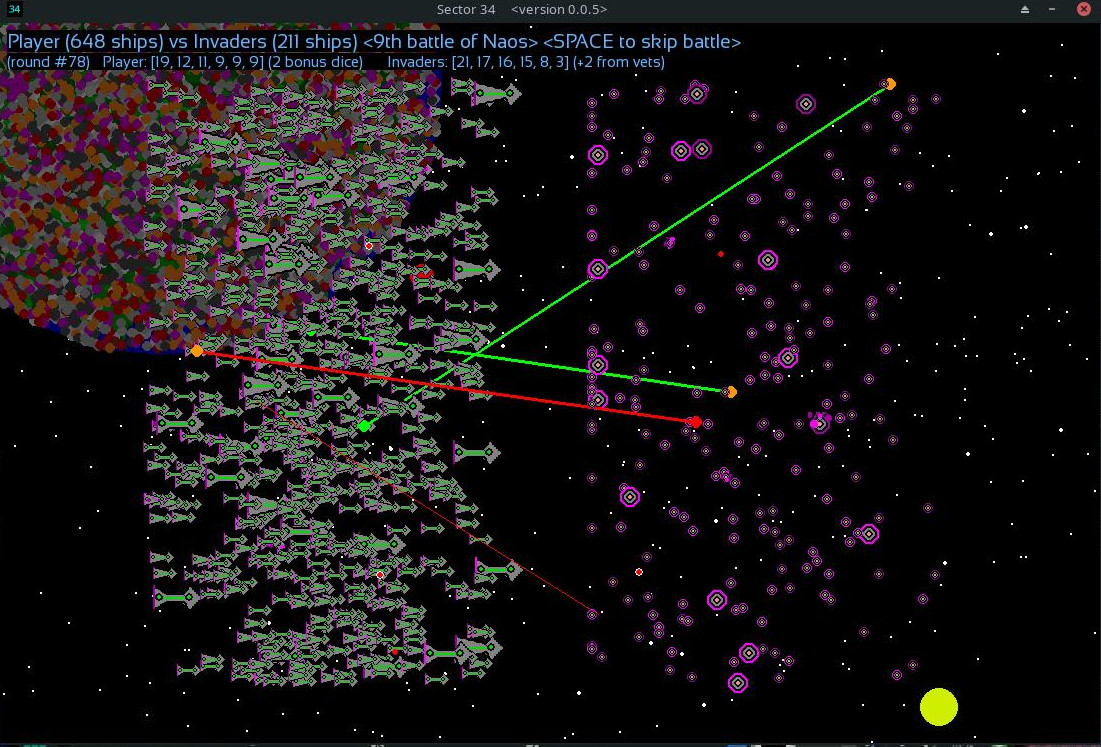 34
Sector 34 <version 0.0.5>
Player (648 ships) vs Invaders (211 ships) <9th battle of Naos> <SPACE to skip battle>
(round #78) Player: [19, 12, 11, 9, 9, 9] (2 bonus dice) Invaders: [21, 17, 16, 15, 8, 3] (+2 from vets)